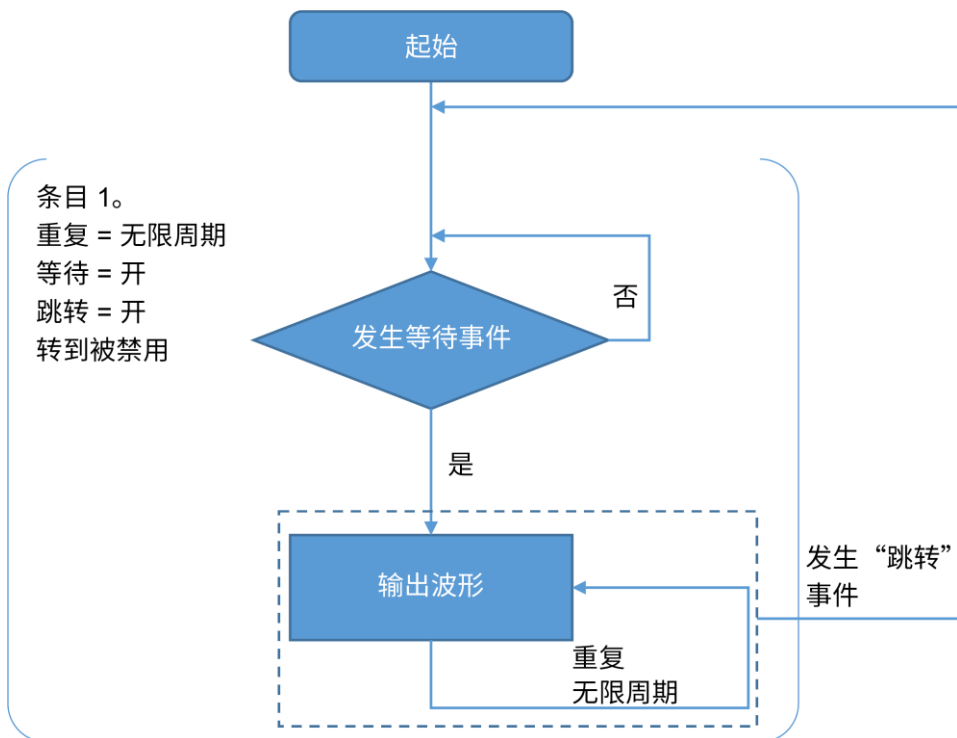 起始
条目 1。
重复 = 无限周期
等待 = 开
跳转 = 开
转到被禁用
否
发生等待事件
是
输出波形
发生“跳转”
事件
重复
无限周期